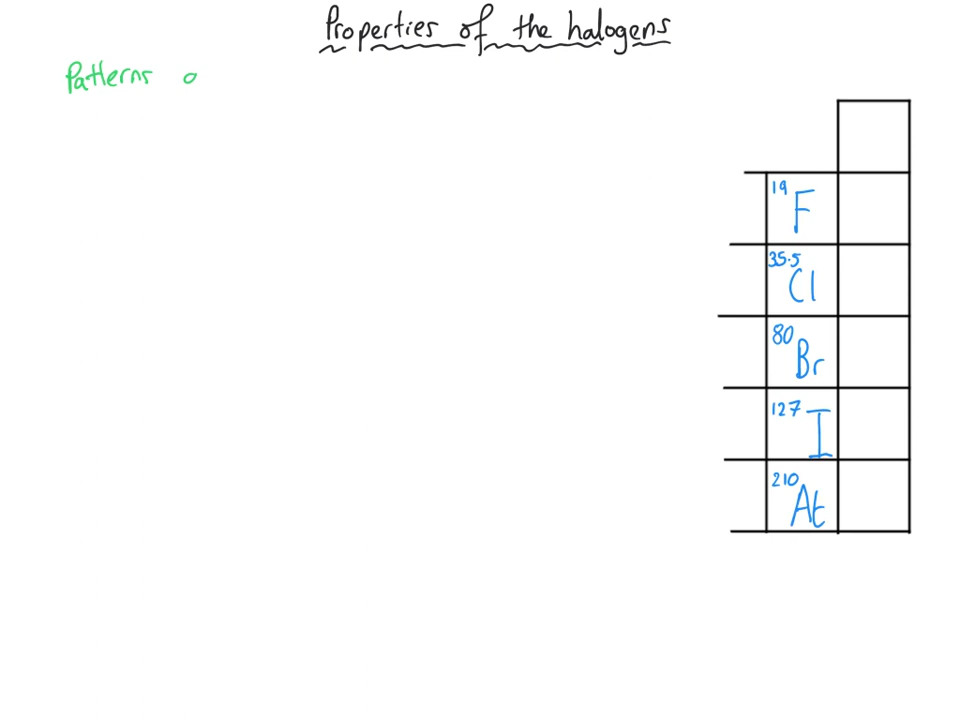 Properties of the halogens
Patterns o
19
F
35.5
Cl
80
Br
127
I
210
At